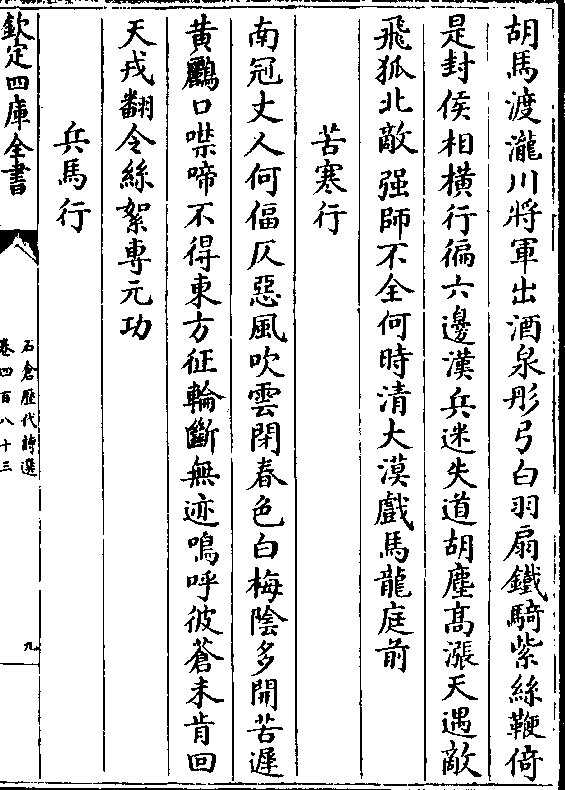 胡馬渡瀧川將軍出酒泉彤弓白羽扇鐵騎紫絲鞭倚
是封侯相橫行徧六邊漢兵迷失道胡塵髙漲天遇敵
飛狐北敵强師不全何時清大漠戲馬龍庭前
苦寒行
南冠丈人何偪仄惡風吹雲閉春色白梅陰多開苦遲
黄鸝口噤啼不得東方征輪斷無迹嗚呼彼蒼未肯回
天戎翻令絲絮専元功
兵馬行
欽定四庫全書
石倉歷代詩選
卷四百八十三
九